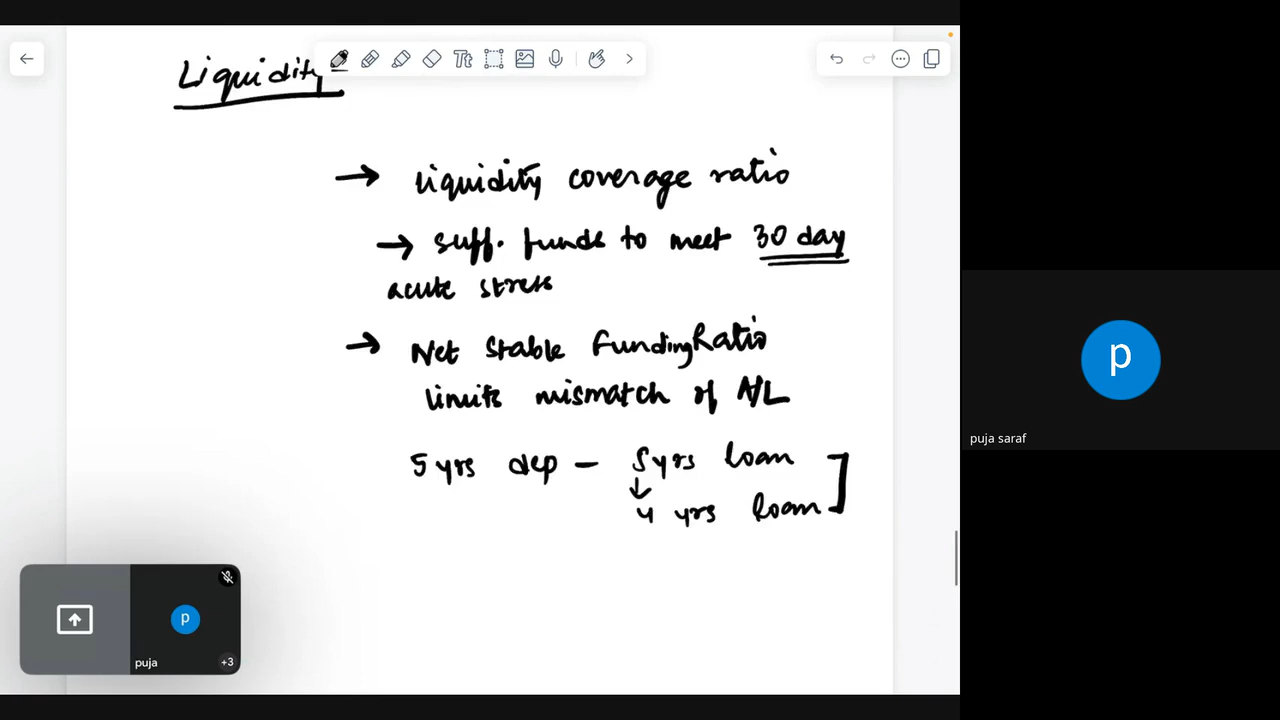 Liquidity
Tt
→ Liquidity coverage ratio
→ suff. funds to meet 30 day
acute stress
→ Net Stable Funding Ratio
limits mismatch of A/L
5 yrs dep - 5 yrs loan
↓
4 yrs loan
p
puja saraf
p
puja
+3